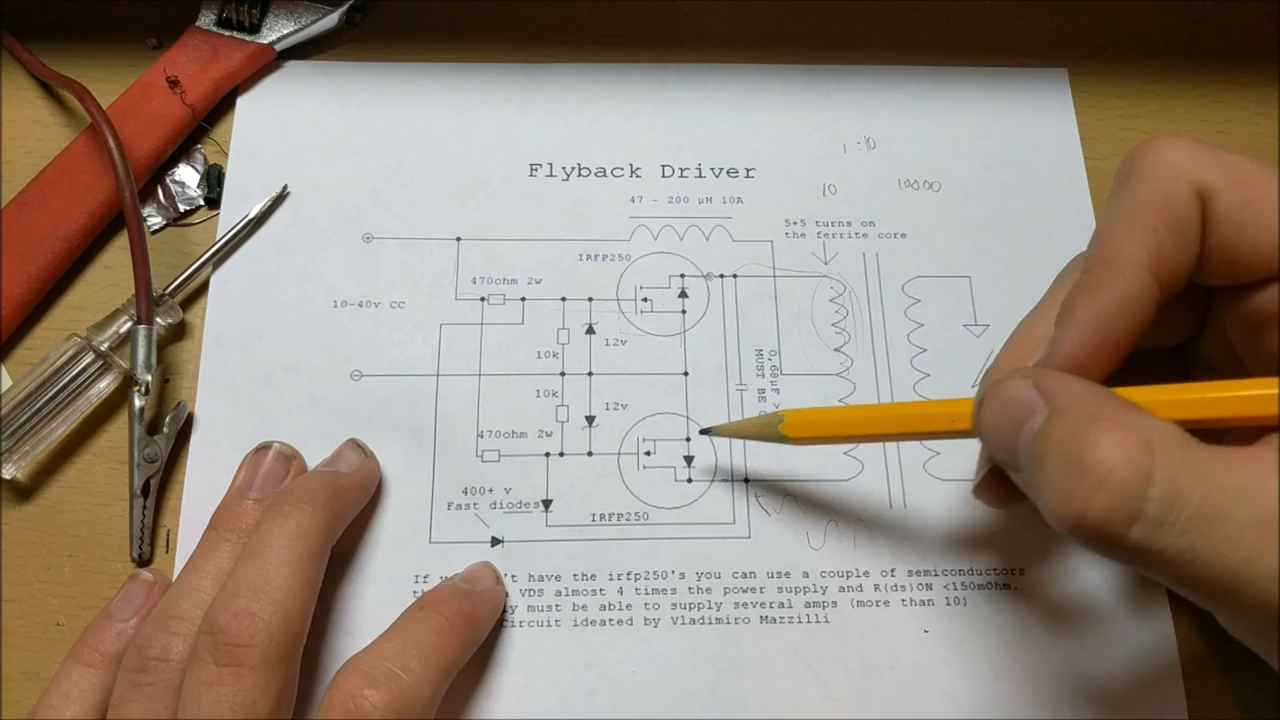 1:10
Flyback Driver
10
10000
47 - 200 µH 10A
5+5 turns on
the ferrite core
IRFP250
470ohm 2w
10-40v CC
12v
10k
0,68uF
MUST BE
10k
12v
470ohm 2w
400+ v
Fast diodes
IRFP250
If have the irfp250's you can use a couple of semiconductors
VDS almost 4 times the power supply and R(ds)ON <150mOhm.
must be able to supply several amps (more than 10)
Circuit ideated by Vladimiro Mazzilli